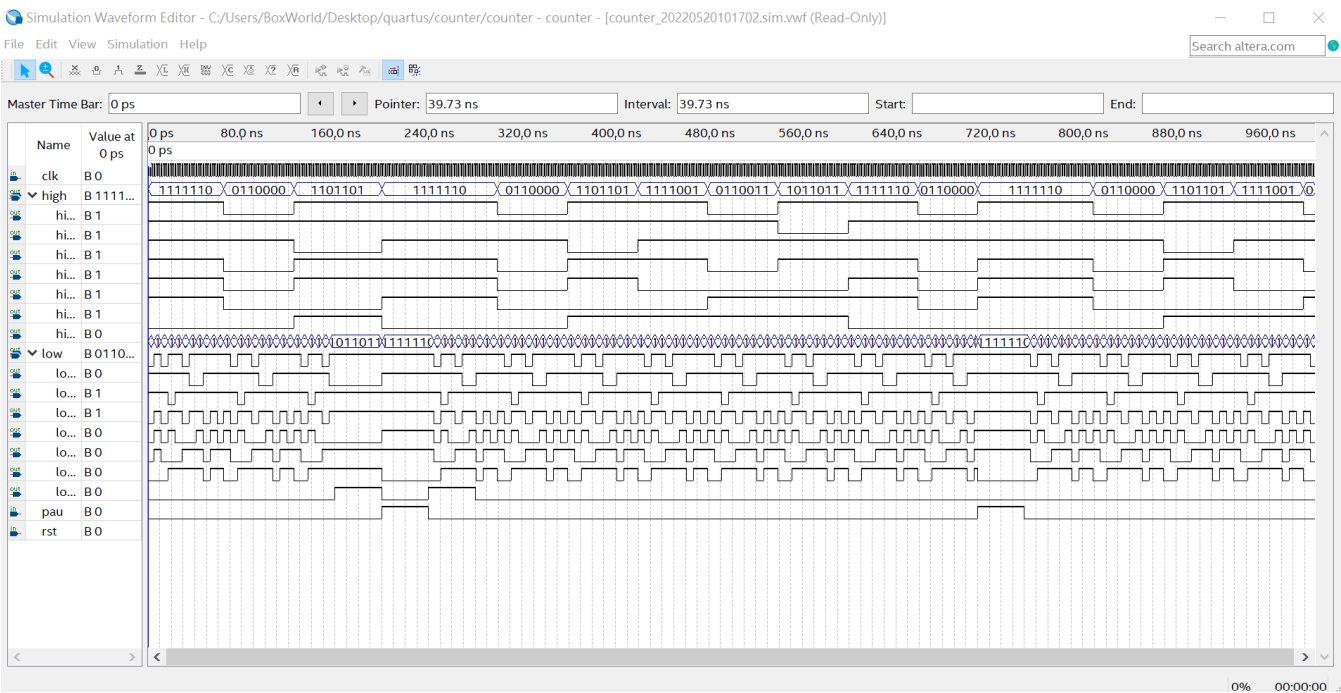 Simulation Waveform Editor - C:/Users/BoxWorld/Desktop/quartus/counter/counter - counter - [counter_20220520101702.sim.vwf (Read-Only)]
File Edit View Simulation Help
Search altera.com
Master Time Bar: 0 ps Pointer: 39.73 ns Interval: 39.73 ns Start: End:
Name Value at 0 ps
0 ps 80,0 ns 160,0 ns 240,0 ns 320,0 ns 400,0 ns 480,0 ns 560,0 ns 640,0 ns 720,0 ns 800,0 ns 880,0 ns 960,0 ns
0 ps
clk B 0
high B 1111... 1111110 0110000 1101101 1111110 0110000 1101101 1111001 0110011 1011011 1111110 0110000 1111110 0110000 1101101 1111001
hi... B 1
hi... B 1
hi... B 1
hi... B 1
hi... B 1
hi... B 1
hi... B 0
low B 0110...
lo... B 0
lo... B 1
lo... B 1
lo... B 0
lo... B 0
lo... B 0
lo... B 0
pau B 0
rst B 0
0% 00:00:00